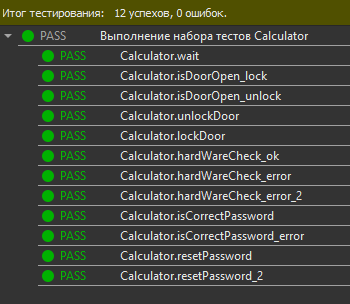 Итог тестирования: 12 успехов, 0 ошибок.
PASS Выполнение набора тестов Calculator
PASS Calculator.wait
PASS Calculator.isDoorOpen_lock
PASS Calculator.isDoorOpen_unlock
PASS Calculator.unlockDoor
PASS Calculator.lockDoor
PASS Calculator.hardWareCheck_ok
PASS Calculator.hardWareCheck_error
PASS Calculator.hardWareCheck_error_2
PASS Calculator.isCorrectPassword
PASS Calculator.isCorrectPassword_error
PASS Calculator.resetPassword
PASS Calculator.resetPassword_2